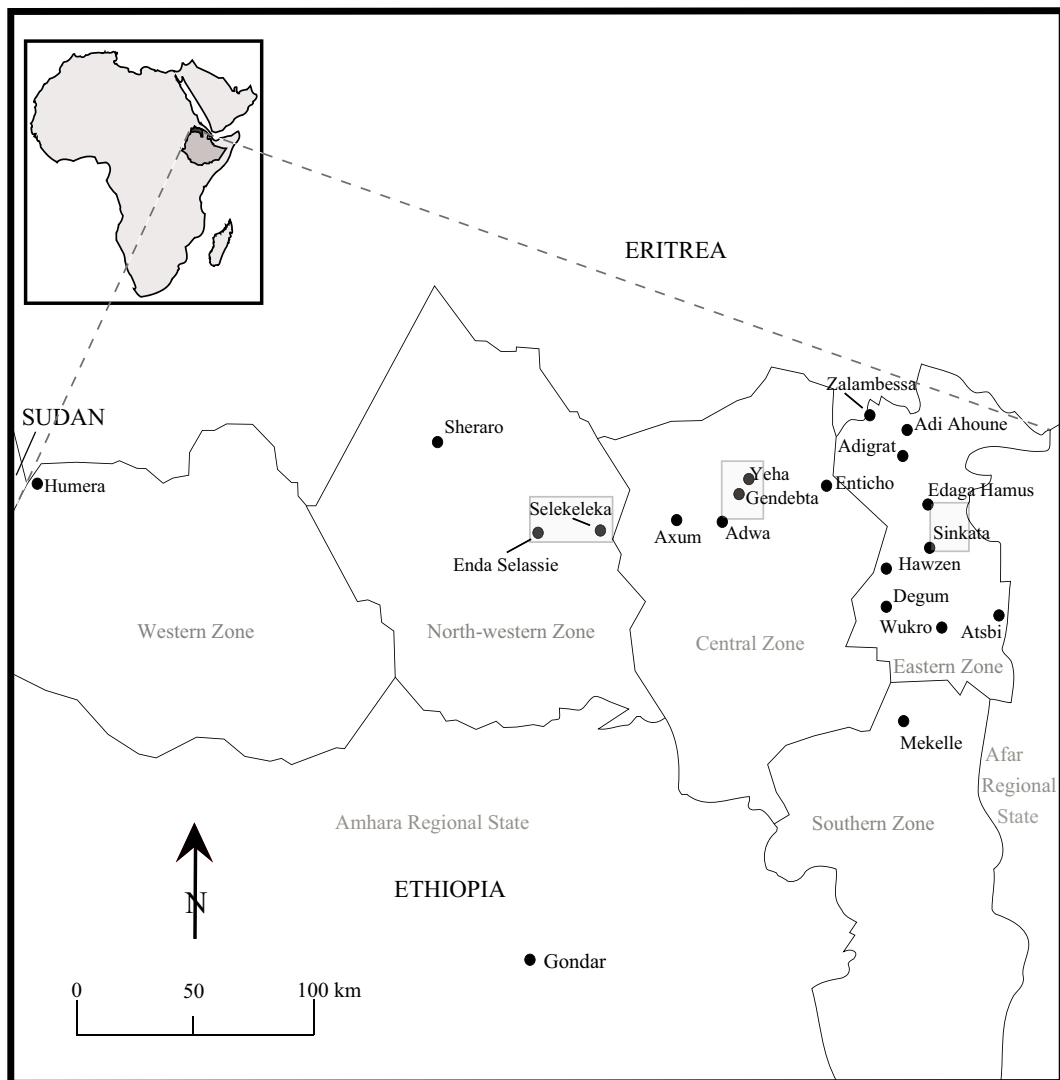 ERITREA
Zalambessa
SUDAN
Sheraro
Adi Ahoune
Adigrat
Humera
Yeha
Enticho
Gendebta
Edaga Hamus
Selekeleka
Axum
Adwa
Sinkata
Enda Selassie
Hawzen
Degum
Western Zone
North-western Zone
Central Zone
Wukro
Atsbi
Eastern Zone
Mekelle
Afar
Regional
State
Amhara Regional State
Southern Zone
ETHIOPIA
N
Gondar
0
50
100 km